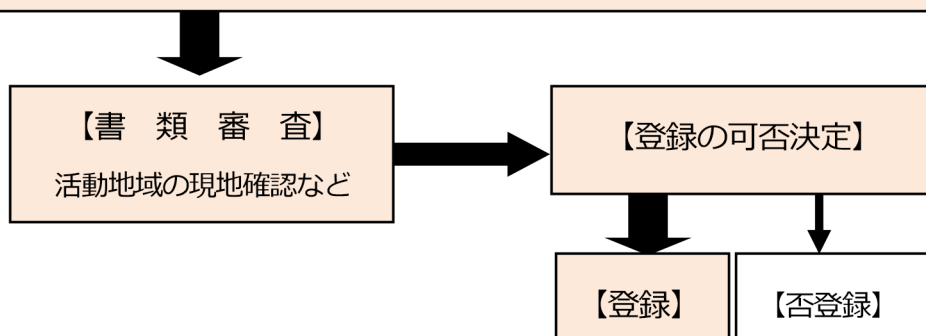 【書　類　審　査】
活動地域の現地確認など
【登録の可否決定】
【登録】
【否登録】